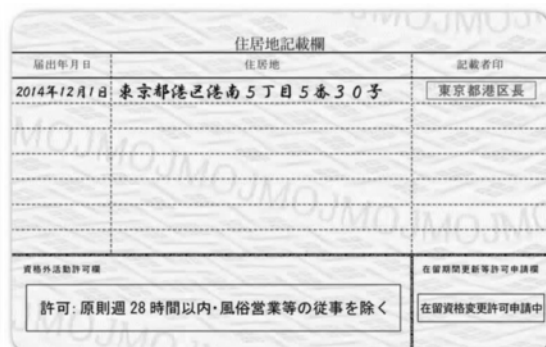 住居地記載欄
届出年月日 住居地 記載者印
2014年12月1日 東京都港区港南5丁目5番30号 東京都港区長
資格外活動許可欄 在留期間更新等許可申請欄
許可:原則週28時間以内・風俗営業等の従事を除く 在留資格変更許可申請中
MOJMOJMOJMOJMOJMOJ